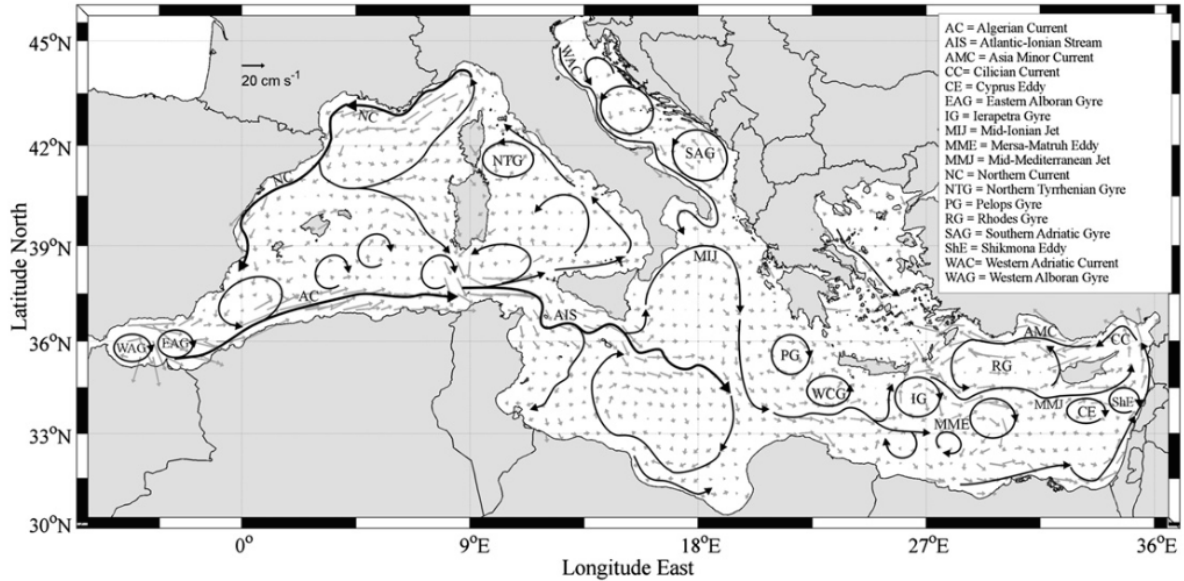 45°N
42°N
39°N
36°N
33°N
30°N
Latitude North
0°
9°E
18°E
27°E
36°E
Longitude East
20 cm s-1
NC
NC
WAC
NTG
SAG
MIJ
AC
AIS
WAG
EAG
PG
WCG
IG
MME
AMC
CC
RG
MMJ
CE
ShE
AC = Algerian Current
AIS = Atlantic-Ionian Stream
AMC = Asia Minor Current
CC= Cilician Current
CE = Cyprus Eddy
EAG = Eastern Alboran Gyre
IG = Ierapetra Gyre
MIJ = Mid-Ionian Jet
MME = Mersa-Matruh Eddy
MMJ = Mid-Mediterranean Jet
NC = Northern Current
NTG = Northern Tyrrhenian Gyre
PG = Pelops Gyre
RG = Rhodes Gyre
SAG = Southern Adriatic Gyre
ShE = Shikmona Eddy
WAC= Western Adriatic Current
WAG = Western Alboran Gyre